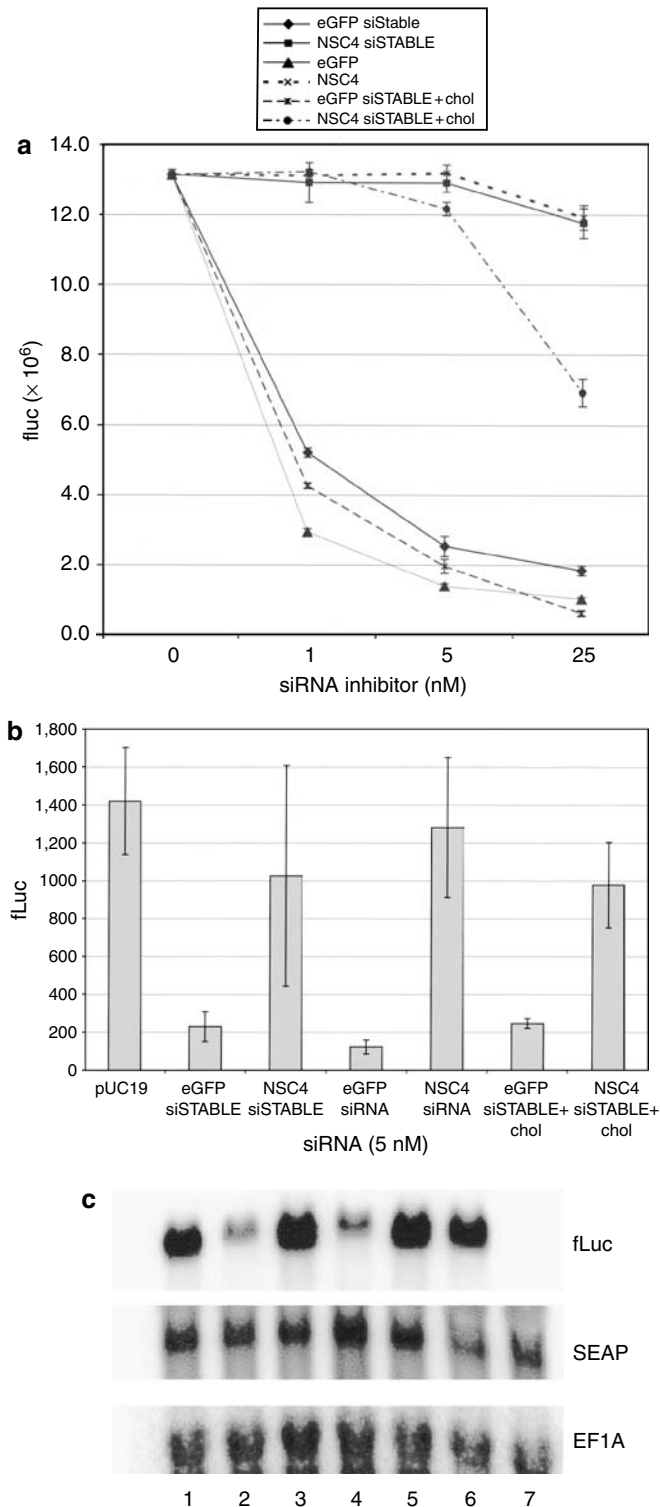 eGFP siStable
NSC4 siSTABLE
eGFP
NSC4
eGFP siSTABLE+chol
NSC4 siSTABLE+chol
a
14.0
12.0
10.0
8.0
6.0
4.0
2.0
0.0
fluc (× 10⁶)
0 1 5 25
siRNA inhibitor (nM)
b
1,800
1,600
1,400
1,200
1000
800
600
400
200
0
fLuc
pUC19 eGFP NSC4 eGFP NSC4 eGFP NSC4
siSTABLE siSTABLE siRNA siRNA siSTABLE+ siSTABLE+
chol chol
siRNA (5 nM)
c
fLuc
SEAP
EF1A
1 2 3 4 5 6 7